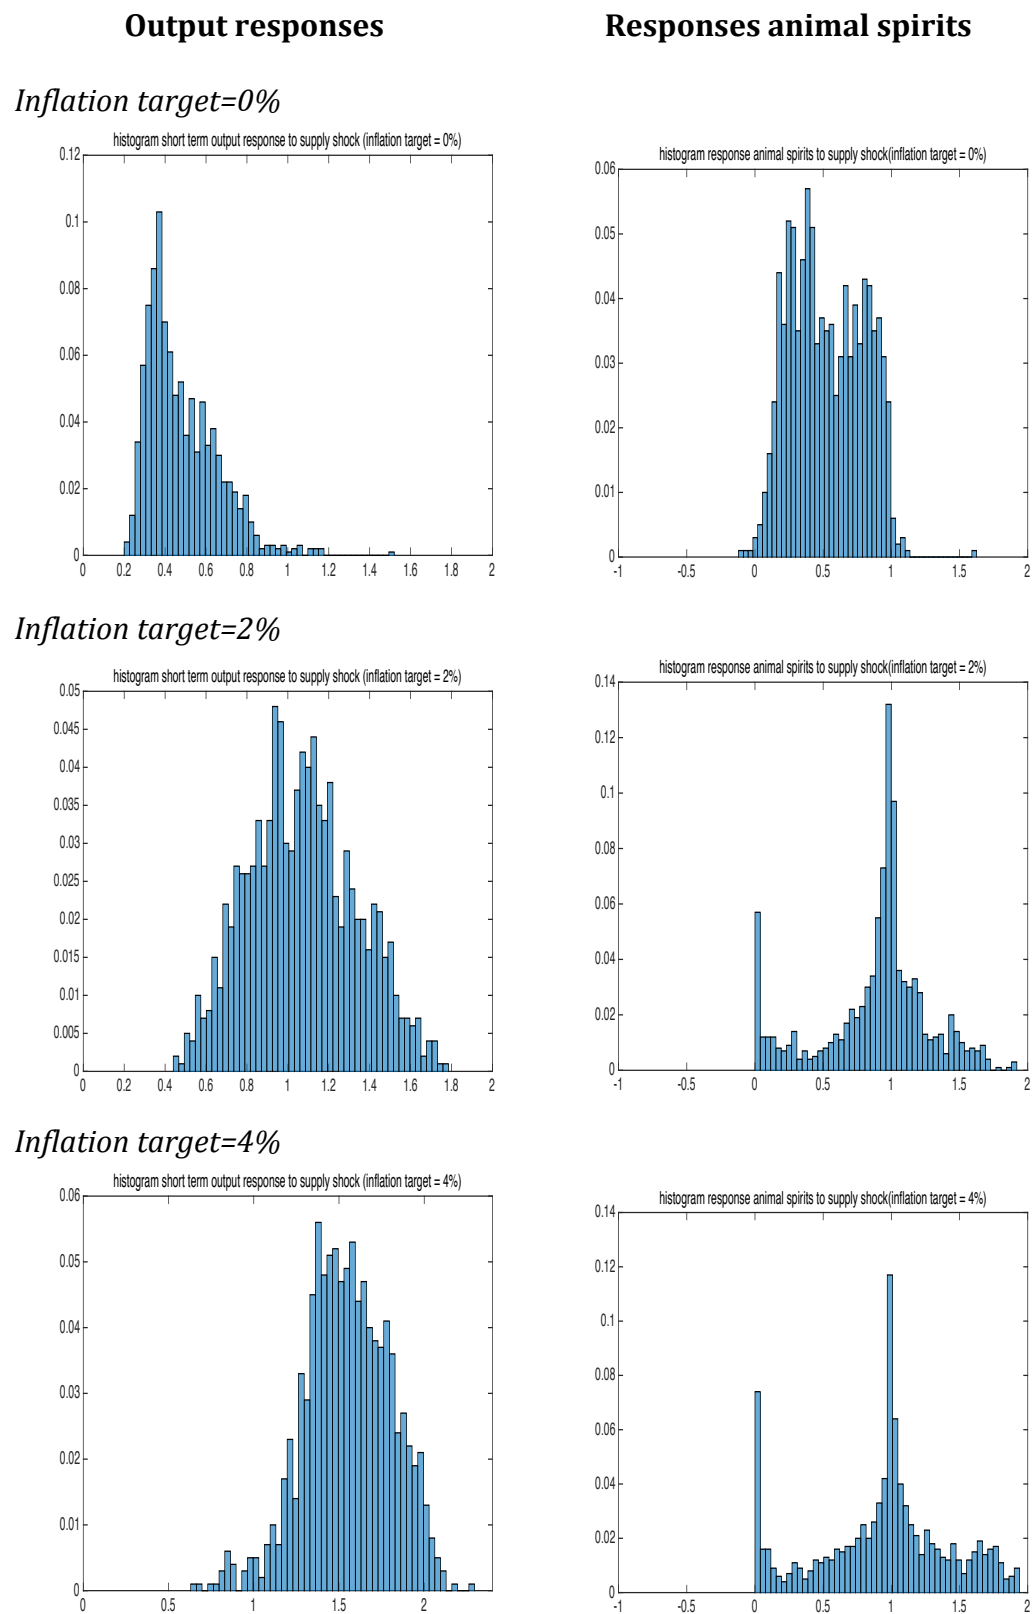 Output responses
Responses animal spirits
Inflation target=0%
histogram short term output response to supply shock (inflation target = 0%)
0.12
0.1
0.08
0.06
0.04
0.02
0
0 0.2 0.4 0.6 0.8 1 1.2 1.4 1.6 1.8 2
histogram response animal spirits to supply shock(inflation target = 0%)
0.06
0.05
0.04
0.03
0.02
0.01
0
-1 -0.5 0 0.5 1 1.5 2
Inflation target=2%
histogram short term output response to supply shock (inflation target = 2%)
0.05
0.045
0.04
0.035
0.03
0.025
0.02
0.015
0.01
0.005
0
0 0.2 0.4 0.6 0.8 1 1.2 1.4 1.6 1.8 2
histogram response animal spirits to supply shock(inflation target = 2%)
0.14
0.12
0.1
0.08
0.06
0.04
0.02
0
-1 -0.5 0 0.5 1 1.5 2
Inflation target=4%
histogram short term output response to supply shock (inflation target = 4%)
0.06
0.05
0.04
0.03
0.02
0.01
0
0 0.5 1 1.5 2
histogram response animal spirits to supply shock(inflation target = 4%)
0.14
0.12
0.1
0.08
0.06
0.04
0.02
0
-1 -0.5 0 0.5 1 1.5 2